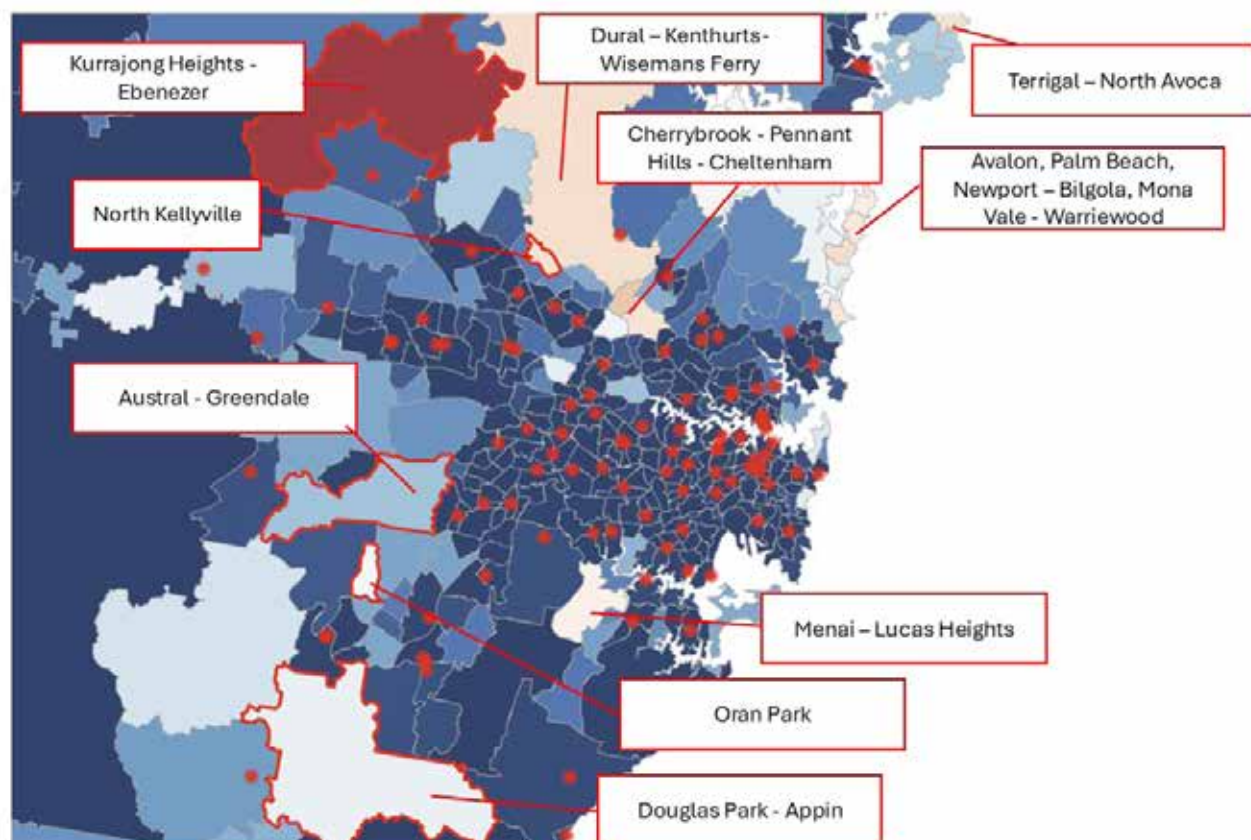 Kurrajong Heights -
Ebenezer
Dural – Kenthurts-
Wisemans Ferry
Terrigal – North Avoca
Cherrybrook - Pennant
Hills - Cheltenham
Avalon, Palm Beach,
Newport – Bilgola, Mona
Vale - Warriewood
North Kellyville
Austral - Greendale
Menai – Lucas Heights
Oran Park
Douglas Park - Appin